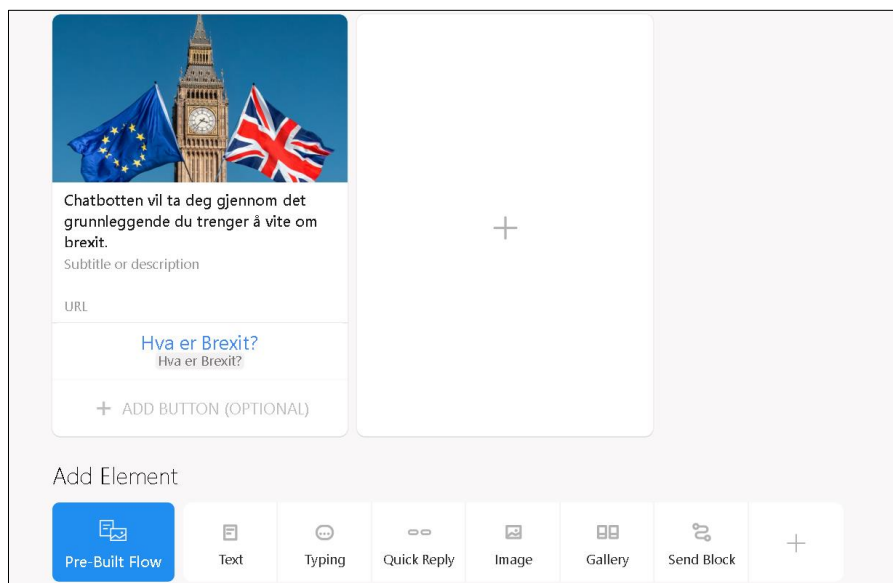 Chatbotten vil ta deg gjennom det
grunnleggende du trenger å vite om
brexit.
Subtitle or description
URL
Hva er Brexit?
Hva er Brexit?
+ ADD BUTTON (OPTIONAL)
Add Element
Pre-Built Flow
Text
Typing
Quick Reply
Image
Gallery
Send Block